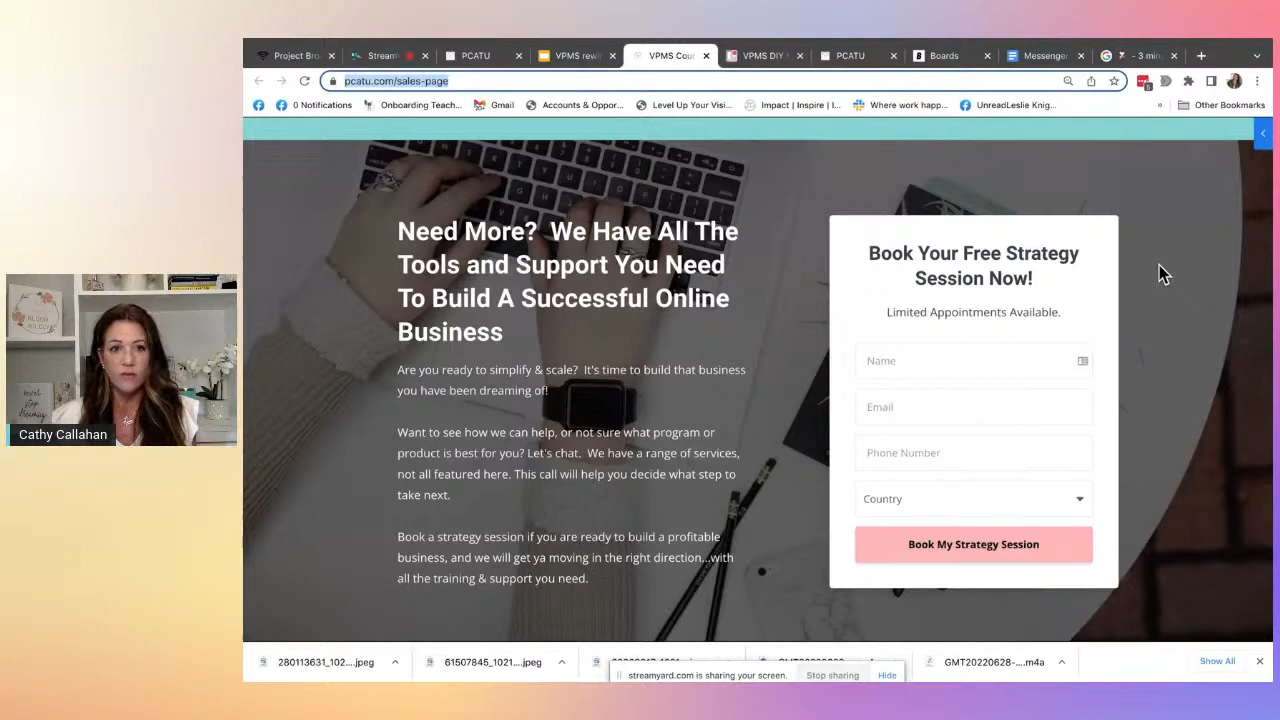 Project Bro
Stream
PCATU
VPMS rewi
VPMS Cour
VPMS DIY
PCATU
Boards
Messenger
- 3 min.
pcatu.com/sales-page
0 Notifications
Onboarding Teach...
Gmail
Accounts & Oppor...
Level Up Your Visi...
Impact | Inspire | I...
Where work happ...
UnreadLeslie Knig...
»
Other Bookmarks
Need More? We Have All The
Tools and Support You Need
To Build A Successful Online
Business
Are you ready to simplify & scale? It's time to build that business
you have been dreaming of!
Want to see how we can help, or not sure what program or
product is best for you? Let's chat. We have a range of services,
not all featured here. This call will help you decide what step to
take next.
Book a strategy session if you are ready to build a profitable
business, and we will get ya moving in the right direction...with
all the training & support you need.
Book Your Free Strategy
Session Now!
Limited Appointments Available.
Name
Email
Phone Number
Country
Book My Strategy Session
BLOOM
WILDLY
never
stop
dreaming
Cathy Callahan
280113631_102....jpeg
61507845_1021....jpeg
GMT20220628-....m4a
Show All
streamyard.com is sharing your screen.
Stop sharing
Hide